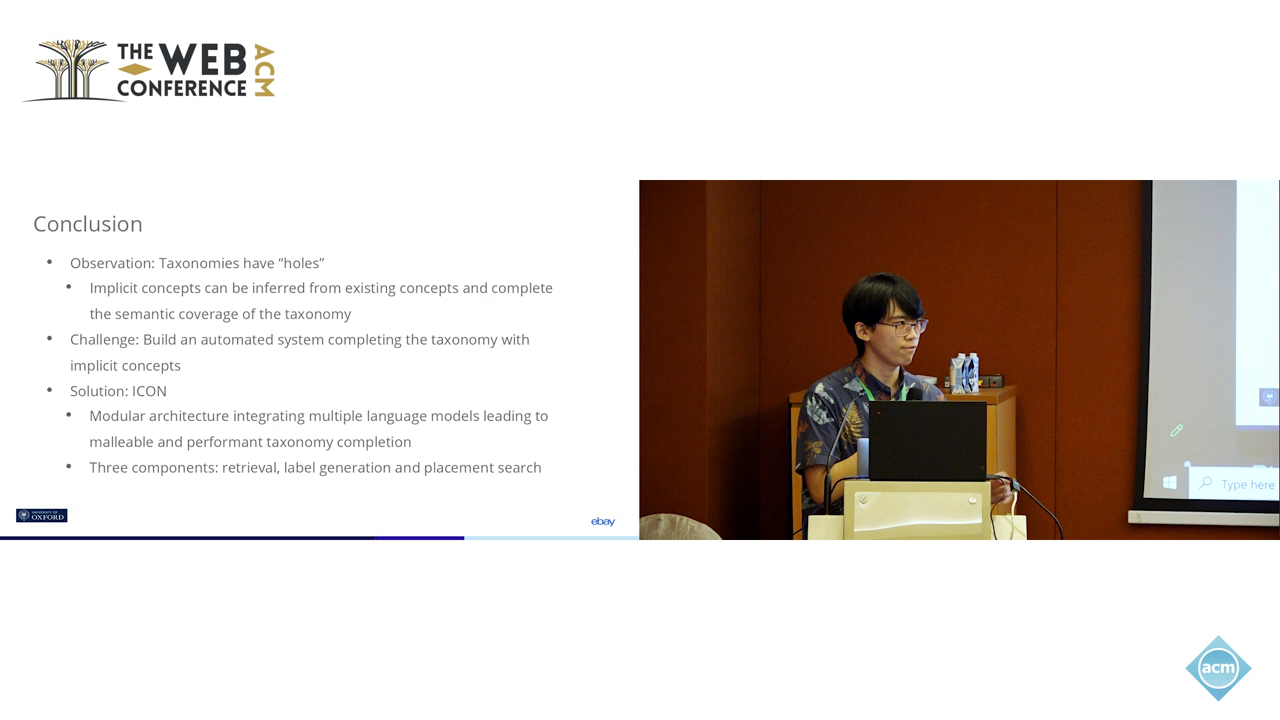 THE WEB
CONFERENCE
ACM
Conclusion
• Observation: Taxonomies have “holes”
• Implicit concepts can be inferred from existing concepts and complete
the semantic coverage of the taxonomy
• Challenge: Build an automated system completing the taxonomy with
implicit concepts
• Solution: ICON
• Modular architecture integrating multiple language models leading to
malleable and performant taxonomy completion
• Three components: retrieval, label generation and placement search
UNIVERSITY OF
OXFORD
ebay
Type here
acm